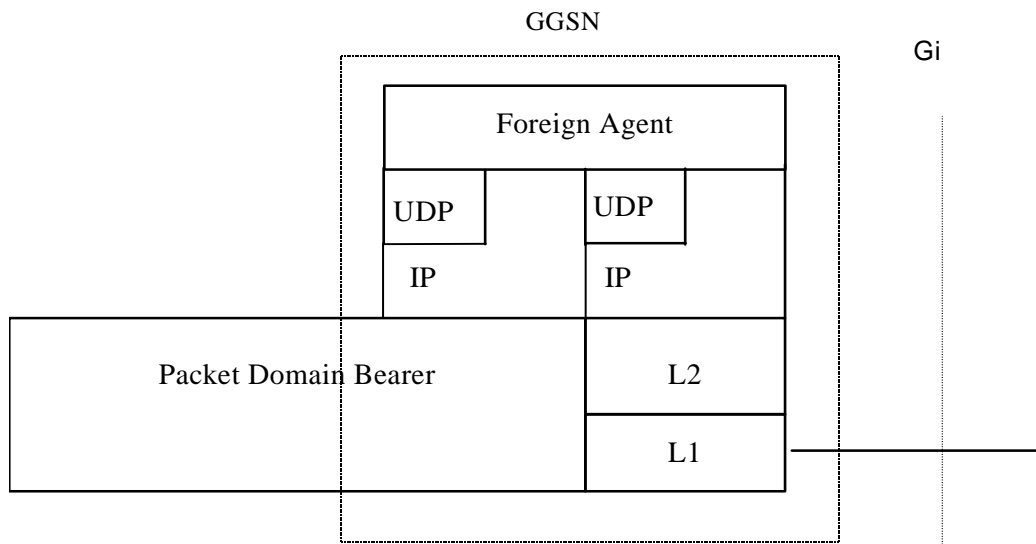 GGSN
Gi
Foreign Agent
UDP UDP
IP IP
Packet Domain Bearer L2
L1